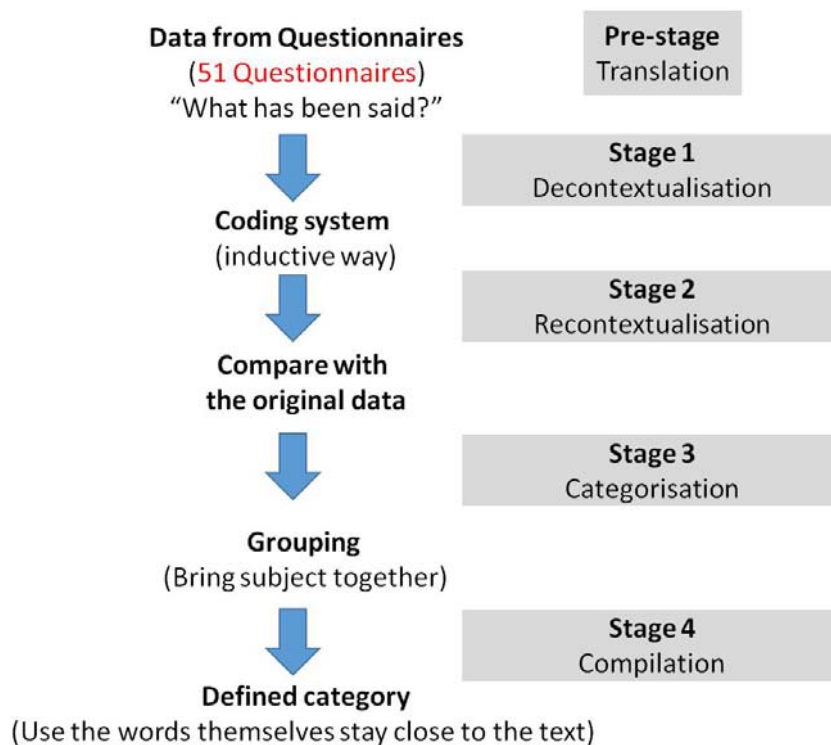 Data from Questionnaires
(51 Questionnaires)
“What has been said?”
Pre-stage
Translation
Stage 1
Decontextualisation
Coding system
(inductive way)
Stage 2
Recontextualisation
Compare with
the original data
Stage 3
Categorisation
Grouping
(Bring subject together)
Stage 4
Compilation
Defined category
(Use the words themselves stay close to the text)